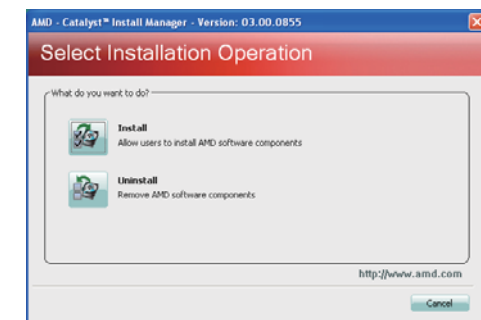 AMD - Catalyst™ Install Manager - Version: 03.00.0855
Select Installation Operation
What do you want to do?
Install
Allow users to install AMD software components
Uninstall
Remove AMD software components
http://www.amd.com
Cancel